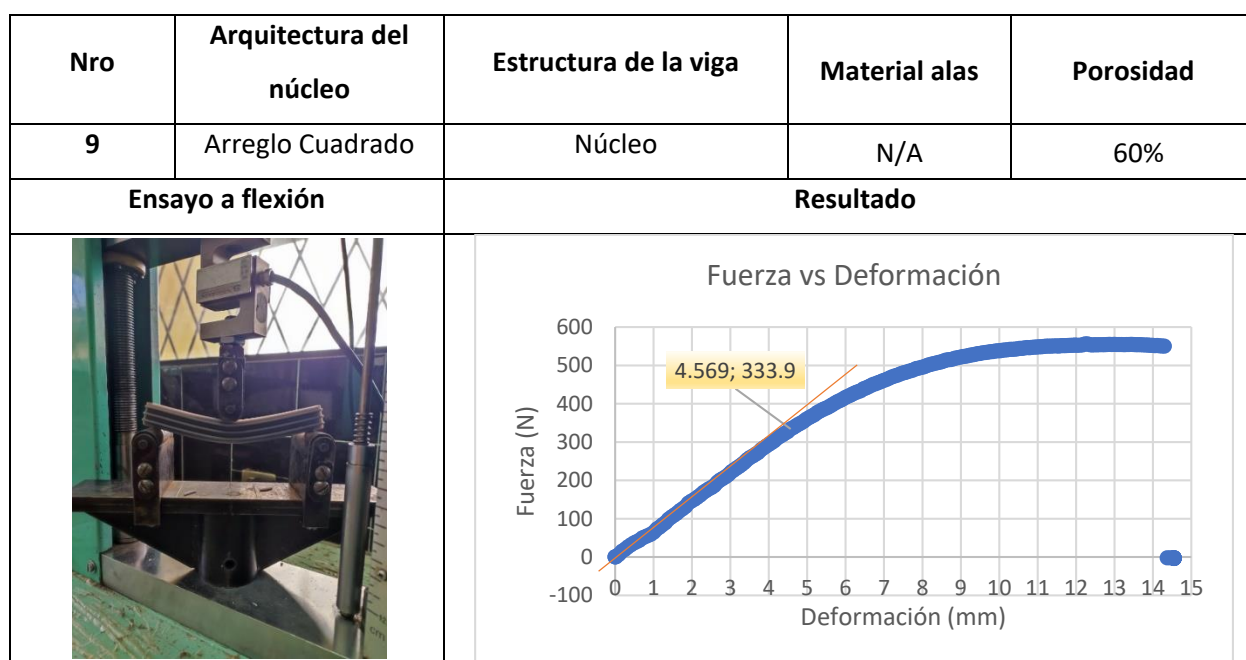 Nro
Arquitectura del
núcleo
Estructura de la viga
Material alas
Porosidad
9
Arreglo Cuadrado
Núcleo
N/A
60%
Ensayo a flexión
Resultado
Fuerza vs Deformación
600
500
400
300
200
100
0
-100
Fuerza (N)
4.569; 333.9
0 1 2 3 4 5 6 7 8 9 10 11 12 13 14 15
Deformación (mm)
cm